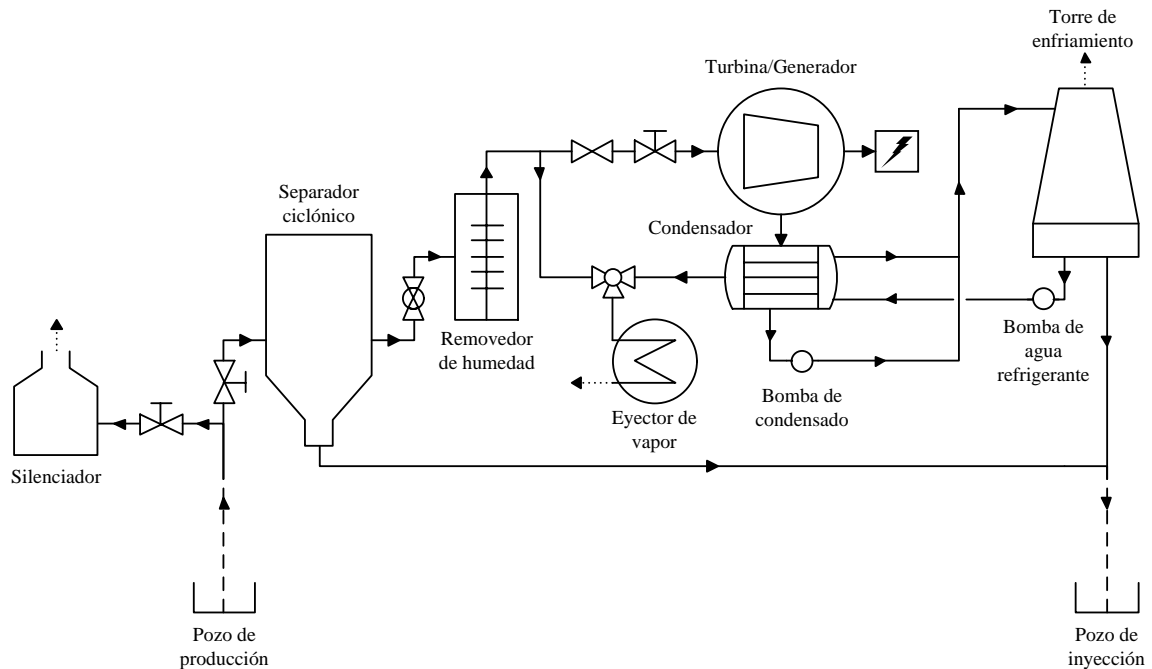 Torre de
enfriamiento
Turbina/Generador
Separador
ciclónico
Condensador
Removedor
de humedad
Bomba de
agua
refrigerante
Bomba de
condensado
Eyector de
vapor
Silenciador
Pozo de
producción
Pozo de
inyección